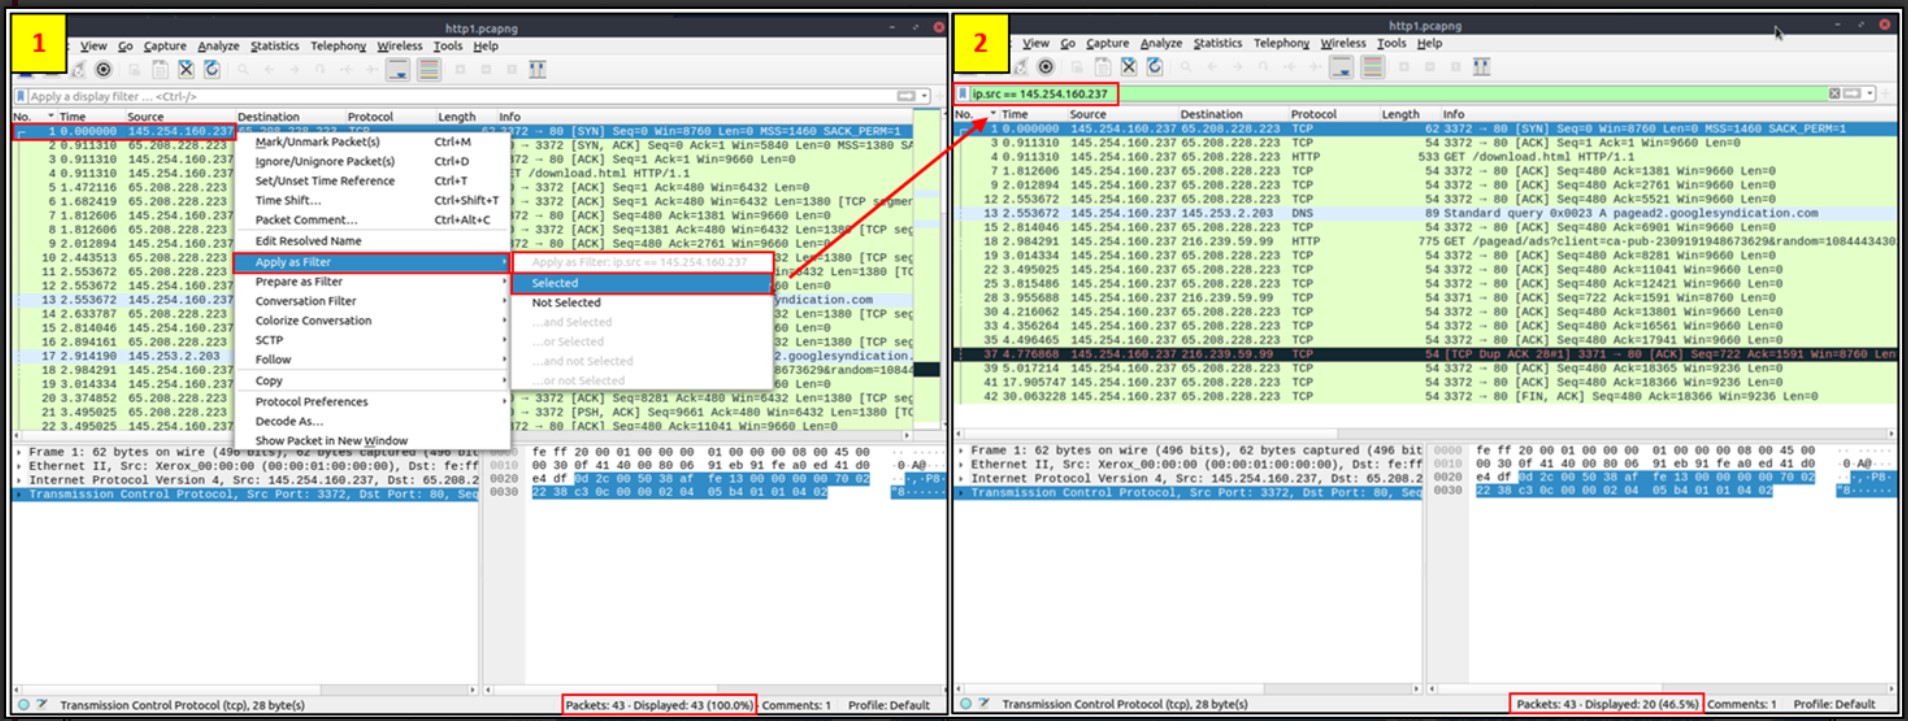 1
http1.pcapng
View Go Capture Analyze Statistics Telephony Wireless Tools Help
Apply a display filter ... <Ctrl-/>
No. Time Source Destination Protocol Length Info
1 0.000000 145.254.160.237 65.208.228.223 TCP 62 3372 → 80 [SYN] Seq=0 Win=8760 Len=0 MSS=1460 SACK_PERM=1
2 0.911310 65.208.228.223 → 3372 [SYN, ACK] Seq=0 Ack=1 Win=5840 Len=0 MSS=1380 SA
3 0.911310 145.254.160.237 → 80 [ACK] Seq=1 Ack=1 Win=9660 Len=0
4 0.911310 145.254.160.237 ET /download.html HTTP/1.1
5 1.472116 65.208.228.223 → 3372 [ACK] Seq=1 Ack=480 Win=6432 Len=0
6 1.682419 65.208.228.223 → 3372 [ACK] Seq=1 Ack=480 Win=6432 Len=1380 [TCP segmer
7 1.812606 145.254.160.237 → 80 [ACK] Seq=480 Ack=1381 Win=9660 Len=0
8 1.812606 65.208.228.223 → 3372 [ACK] Seq=1381 Ack=480 Win=6432 Len=1380 [TCP seg
9 2.012894 145.254.160.237 → 80 [ACK] Seq=480 Ack=2761 Win=9660 Len=0
10 2.443513 65.208.228.223 32 Len=1380 [TCP seg
11 2.553672 65.208.228.223 =6432 Len=1380 [TCP
12 2.553672 145.254.160.237 60 Len=0
13 2.553672 145.254.160.237 yndication.com
14 2.633787 65.208.228.223 Len=1380 [TCP seg
15 2.814046 145.254.160.237 60 Len=0
16 2.894161 65.208.228.223 32 Len=1380 [TCP seg
17 2.914190 145.253.2.203 2.googlesyndication.
18 2.984291 145.254.160.237 8673629&random=10844
19 3.014334 145.254.160.237 → 80 [ACK] Seq=480 Ack=8281 Win=9660 Len=0
20 3.374852 65.208.228.223 → 3372 [ACK] Seq=8281 Ack=480 Win=6432 Len=1380 [TCP seg
21 3.495025 65.208.228.223 → 3372 [PSH, ACK] Seq=9661 Ack=480 Win=6432 Len=1380 [TC
22 3.495025 145.254.160.237 → 80 [ACK] Seq=480 Ack=11041 Win=9660 Len=0
Mark/Unmark Packet(s) Ctrl+M
Ignore/Unignore Packet(s) Ctrl+D
Set/Unset Time Reference Ctrl+T
Time Shift... Ctrl+Shift+T
Packet Comment... Ctrl+Alt+C
Edit Resolved Name
Apply as Filter
Prepare as Filter
Conversation Filter
Colorize Conversation
SCTP
Follow
Copy
Protocol Preferences
Decode As...
Show Packet in New Window
Apply as Filter: ip.src == 145.254.160.237
Selected
Not Selected
...and Selected
...or Selected
...and not Selected
...or not Selected
Frame 1: 62 bytes on wire (496 bits), 62 bytes captured (496 bit
Ethernet II, Src: Xerox_00:00:00 (00:00:01:00:00:00), Dst: fe:ff
Internet Protocol Version 4, Src: 145.254.160.237, Dst: 65.208.2
Transmission Control Protocol, Src Port: 3372, Dst Port: 80, Seq
fe ff 20 00 01 00 00 00 01 00 00 00 08 00 45 00
0010 00 30 0f 41 40 00 80 06 91 eb 91 fe a0 ed 41 d0 ·0·A@·
0020 e4 df 0d 2c 00 50 38 af fe 13 00 00 00 00 70 02 ···,·P8·
0030 22 38 c3 0c 00 00 02 04 05 b4 01 01 04 02 "8······
Transmission Control Protocol (tcp), 28 byte(s) Packets: 43 · Displayed: 43 (100.0%) Comments: 1 Profile: Default
2
http1.pcapng
View Go Capture Analyze Statistics Telephony Wireless Tools Help
ip.src == 145.254.160.237
No. Time Source Destination Protocol Length Info
1 0.000000 145.254.160.237 65.208.228.223 TCP 62 3372 → 80 [SYN] Seq=0 Win=8760 Len=0 MSS=1460 SACK_PERM=1
3 0.911310 145.254.160.237 65.208.228.223 TCP 54 3372 → 80 [ACK] Seq=1 Ack=1 Win=9660 Len=0
4 0.911310 145.254.160.237 65.208.228.223 HTTP 533 GET /download.html HTTP/1.1
7 1.812606 145.254.160.237 65.208.228.223 TCP 54 3372 → 80 [ACK] Seq=480 Ack=1381 Win=9660 Len=0
9 2.012894 145.254.160.237 65.208.228.223 TCP 54 3372 → 80 [ACK] Seq=480 Ack=2761 Win=9660 Len=0
12 2.553672 145.254.160.237 65.208.228.223 TCP 54 3372 → 80 [ACK] Seq=480 Ack=5521 Win=9660 Len=0
13 2.553672 145.254.160.237 145.253.2.203 DNS 89 Standard query 0x0023 A pagead2.googlesyndication.com
15 2.814046 145.254.160.237 65.208.228.223 TCP 54 3372 → 80 [ACK] Seq=480 Ack=6901 Win=9660 Len=0
18 2.984291 145.254.160.237 216.239.59.99 HTTP 775 GET /pagead/ads?client=ca-pub-2309191948673629&random=1084443430
19 3.014334 145.254.160.237 65.208.228.223 TCP 54 3372 → 80 [ACK] Seq=480 Ack=8281 Win=9660 Len=0
22 3.495025 145.254.160.237 65.208.228.223 TCP 54 3372 → 80 [ACK] Seq=480 Ack=11041 Win=9660 Len=0
25 3.815486 145.254.160.237 65.208.228.223 TCP 54 3372 → 80 [ACK] Seq=480 Ack=12421 Win=9660 Len=0
28 3.955688 145.254.160.237 216.239.59.99 TCP 54 3371 → 80 [ACK] Seq=722 Ack=1591 Win=8760 Len=0
30 4.216062 145.254.160.237 65.208.228.223 TCP 54 3372 → 80 [ACK] Seq=480 Ack=13801 Win=9660 Len=0
33 4.356264 145.254.160.237 65.208.228.223 TCP 54 3372 → 80 [ACK] Seq=480 Ack=16561 Win=9660 Len=0
35 4.496465 145.254.160.237 65.208.228.223 TCP 54 3372 → 80 [ACK] Seq=480 Ack=17941 Win=9660 Len=0
37 4.776868 145.254.160.237 216.239.59.99 TCP 54 [TCP Dup ACK 28#1] 3371 → 80 [ACK] Seq=722 Ack=1591 Win=8760 Len
39 5.017214 145.254.160.237 65.208.228.223 TCP 54 3372 → 80 [ACK] Seq=480 Ack=18365 Win=9236 Len=0
41 17.905747 145.254.160.237 65.208.228.223 TCP 54 3372 → 80 [ACK] Seq=480 Ack=18366 Win=9236 Len=0
42 30.063228 145.254.160.237 65.208.228.223 TCP 54 3372 → 80 [FIN, ACK] Seq=480 Ack=18366 Win=9236 Len=0
Frame 1: 62 bytes on wire (496 bits), 62 bytes captured (496 bit
Ethernet II, Src: Xerox_00:00:00 (00:00:01:00:00:00), Dst: fe:ff
Internet Protocol Version 4, Src: 145.254.160.237, Dst: 65.208.2
Transmission Control Protocol, Src Port: 3372, Dst Port: 80, Seq
0000 fe ff 20 00 01 00 00 00 01 00 00 00 08 00 45 00
0010 00 30 0f 41 40 00 80 06 91 eb 91 fe a0 ed 41 d0 ·0·A@·
0020 e4 df 0d 2c 00 50 38 af fe 13 00 00 00 00 70 02 ···,·P8·
0030 22 38 c3 0c 00 00 02 04 05 b4 01 01 04 02 "8······
Transmission Control Protocol (tcp), 28 byte(s) Packets: 43 · Displayed: 20 (46.5%) Comments: 1 Profile: Default